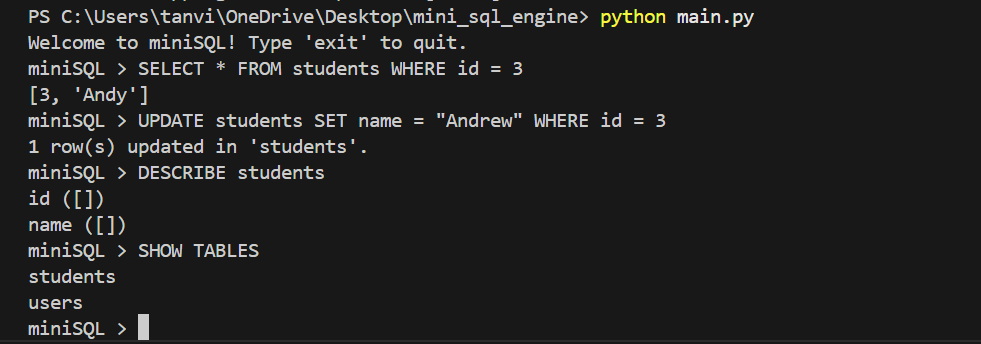 PS C:\Users\tanvi\OneDrive\Desktop\mini_sql_engine> python main.py
Welcome to miniSQL! Type 'exit' to quit.
miniSQL > SELECT * FROM students WHERE id = 3
[3, 'Andy']
miniSQL > UPDATE students SET name = "Andrew" WHERE id = 3
1 row(s) updated in 'students'.
miniSQL > DESCRIBE students
id ([])
name ([])
miniSQL > SHOW TABLES
students
users
miniSQL >